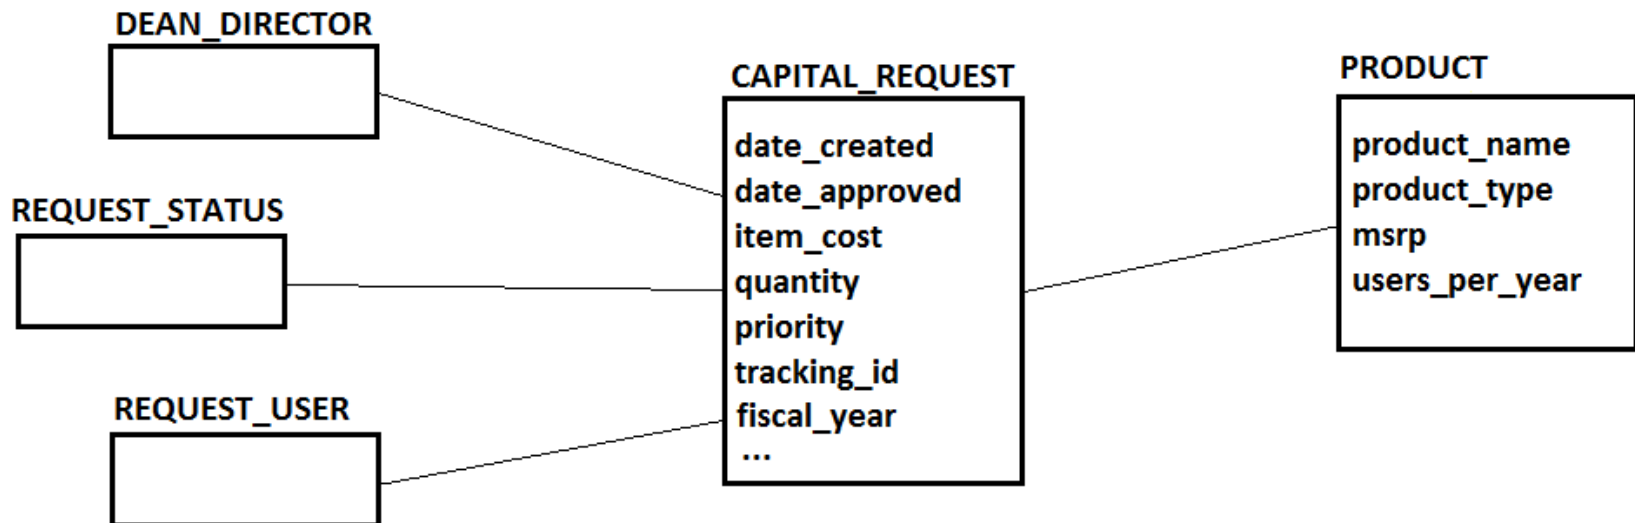 DEAN_DIRECTOR
REQUEST_STATUS
REQUEST_USER
CAPITAL_REQUEST
date_created
date_approved
item_cost
quantity
priority
tracking_id
fiscal_year
...
PRODUCT
product_name
product_type
msrp
users_per_year